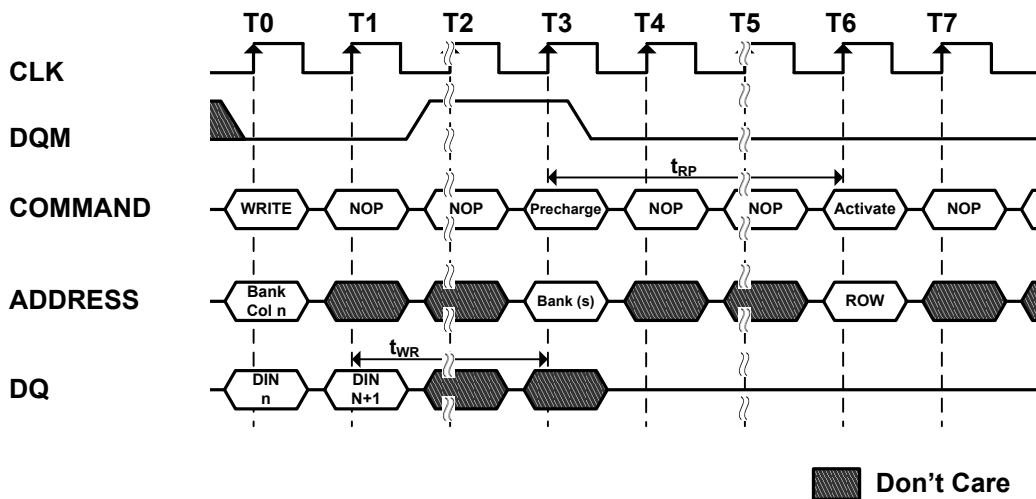 T0 T1 T2 T3 T4 T5 T6 T7
CLK
DQM
tRP
COMMAND WRITE NOP NOP Precharge NOP NOP Activate NOP
ADDRESS Bank Col n Bank (s) ROW
tWR
DQ DIN n DIN N+1
Don't Care